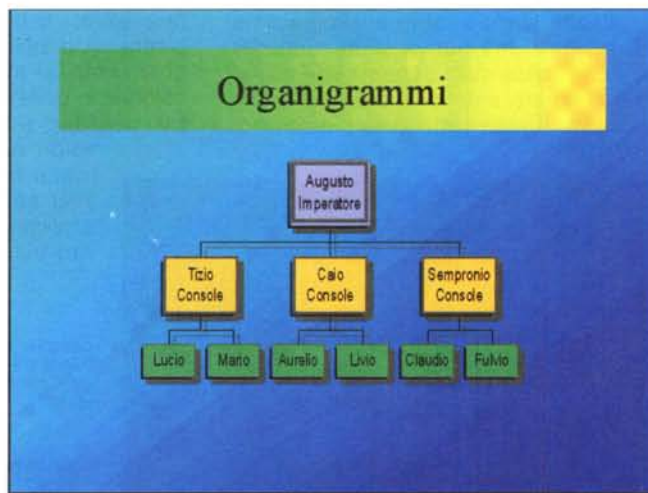 Organigrammi
Augusto
Imperatore
Tizio
Console
Caio
Console
Sempronio
Console
Lucio
Mario
Aurelio
Livio
Claudio
Fulvio